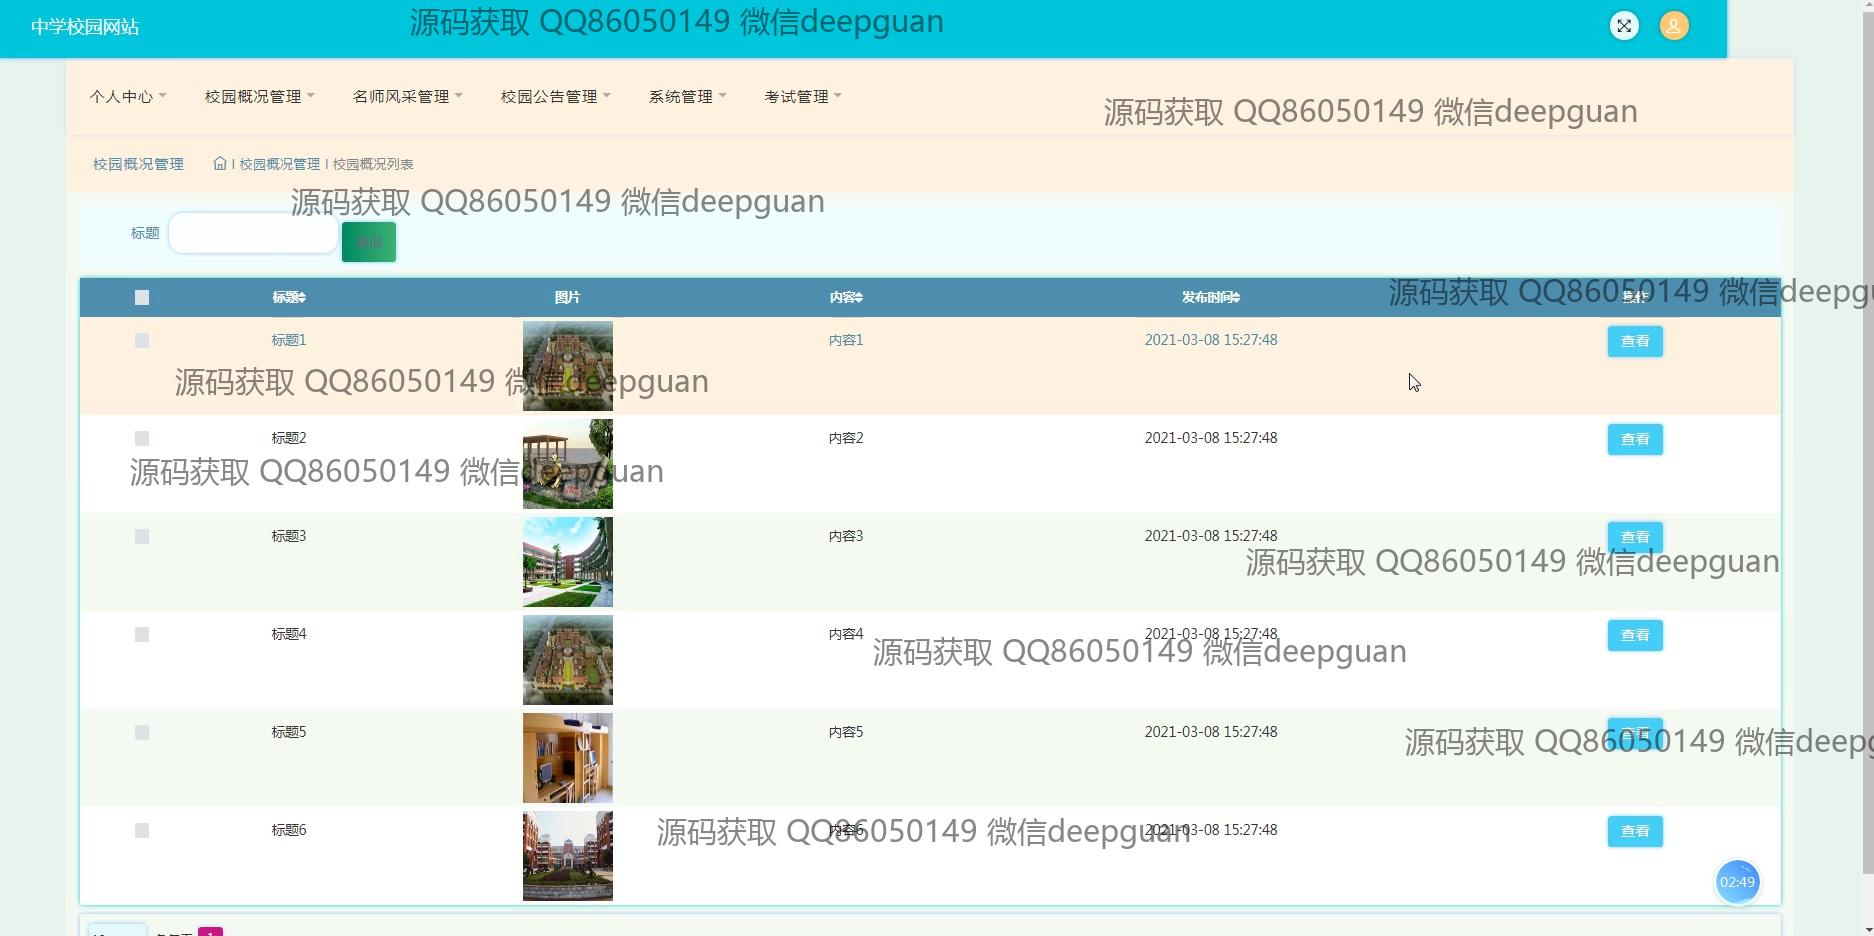 中学校园网站
源码获取 QQ86050149 微信deepguan
个人中心 校园概况管理 名师风采管理 校园公告管理 系统管理 考试管理
源码获取 QQ86050149 微信deepguan
校园概况管理 校园概况管理 校园概况列表
源码获取 QQ86050149 微信deepguan
标题 查询
标题 图片 内容 发布时间 操作
源码获取 QQ86050149 微信deepg
标题1 内容1 2021-03-08 15:27:48 查看
源码获取 QQ86050149 微信deepguan
标题2 内容2 2021-03-08 15:27:48 查看
源码获取 QQ86050149 微信deepguan
标题3 内容3 2021-03-08 15:27:48 查看
源码获取 QQ86050149 微信deepguan
标题4 内容4 2021-03-08 15:27:48 查看
源码获取 QQ86050149 微信deepguan
标题5 内容5 2021-03-08 15:27:48 查看
源码获取 QQ86050149 微信deepg
标题6 内容6 2021-03-08 15:27:48 查看
源码获取 QQ86050149 微信deepguan
02:49